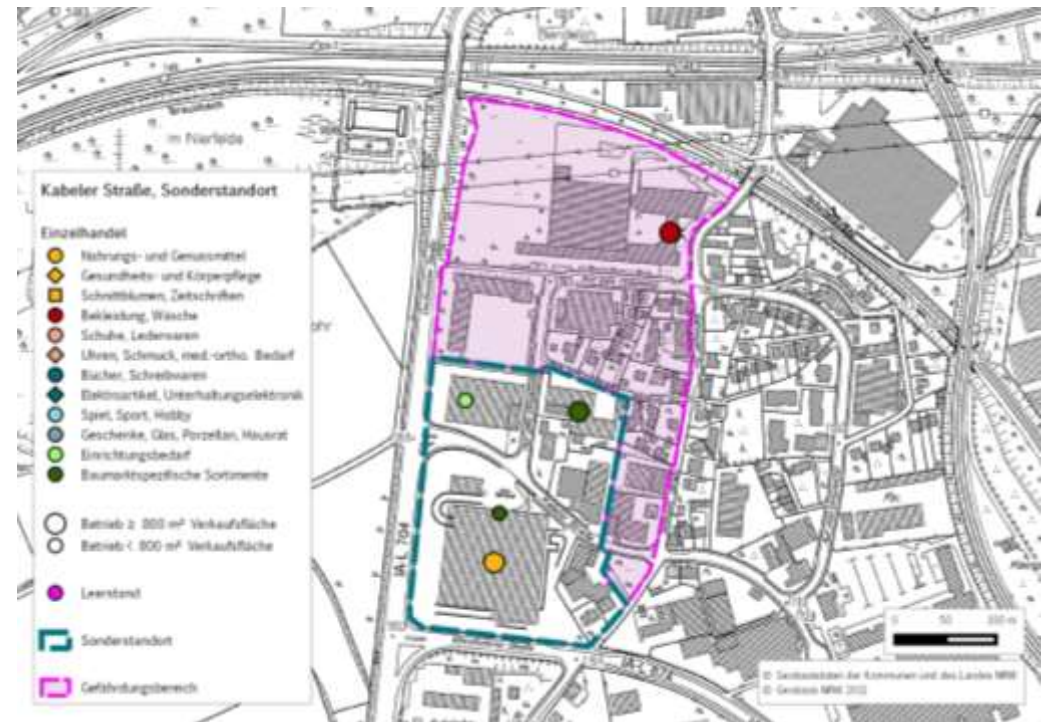 Kabeler Straße, Sonderstandort
Einzelhandel
Nahrungs- und Genussmittel
Gesundheits- und Körperpflege
Schnittblumen, Zeitschriften
Bekleidung, Wäsche
Schuhe, Lederwaren
Uhren, Schmuck, med.-ortho. Bedarf
Bücher, Schreibwaren
Elektroartikel, Unterhaltungselektronik
Spiel, Sport, Hobby
Geschenke, Glas, Porzellan, Hausrat
Einrichtungsbedarf
Baumarktspezifische Sortimente
Betrieb ≥ 800 m² Verkaufsfläche
Betrieb < 800 m² Verkaufsfläche
Leerstand
Sonderstandort
Gefährdungsbereich
Im Nierfelde
L 704
0 50 100 m
© Geobasisdaten der Kommunen und des Landes NRW
© Geobasis NRW